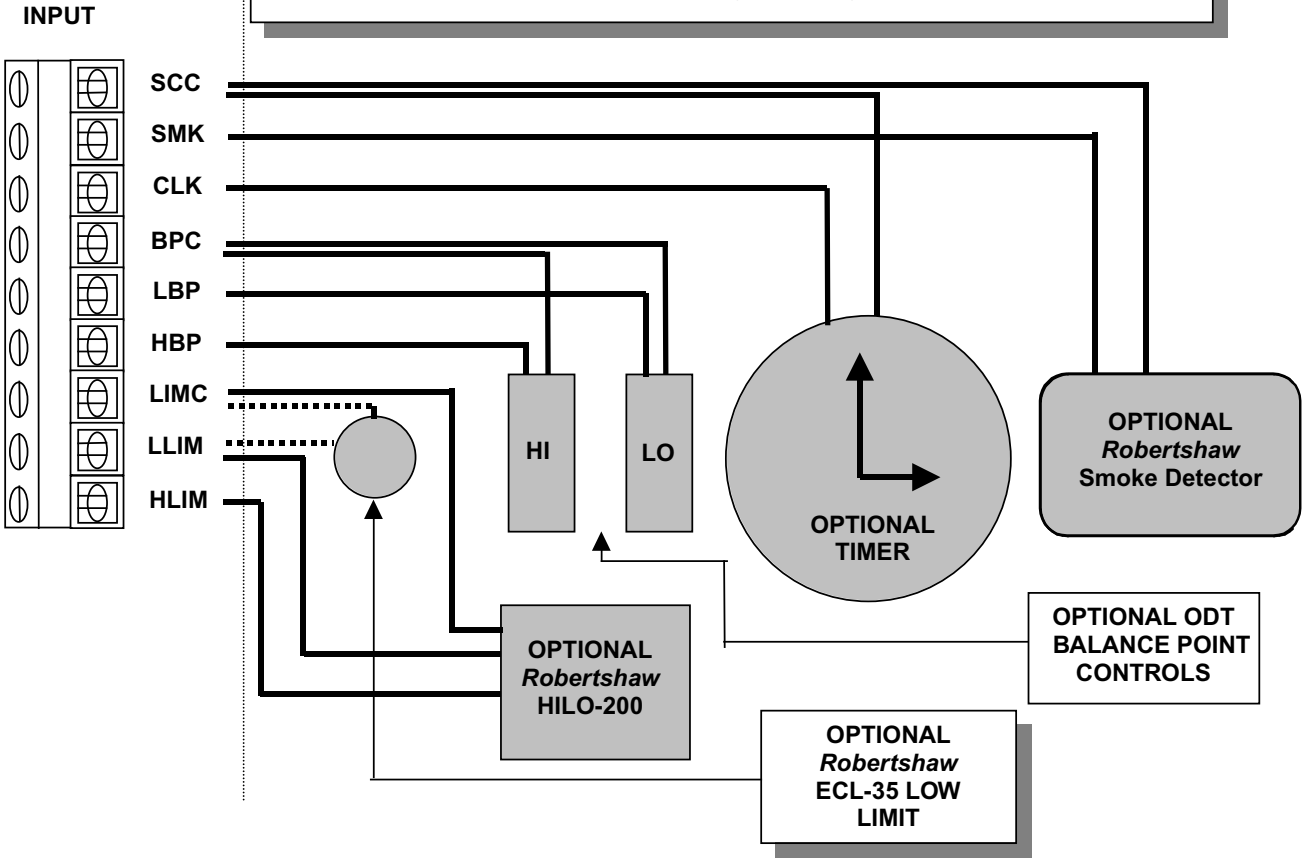 INPUT
SCC
SMK
CLK
BPC
LBP
HBP
LIMC
LLIM
HLIM
HI
LO
OPTIONAL
TIMER
OPTIONAL
Robertshaw
Smoke Detector
OPTIONAL
Robertshaw
HILO-200
OPTIONAL ODT
BALANCE POINT
CONTROLS
OPTIONAL
Robertshaw
ECL-35 LOW
LIMIT